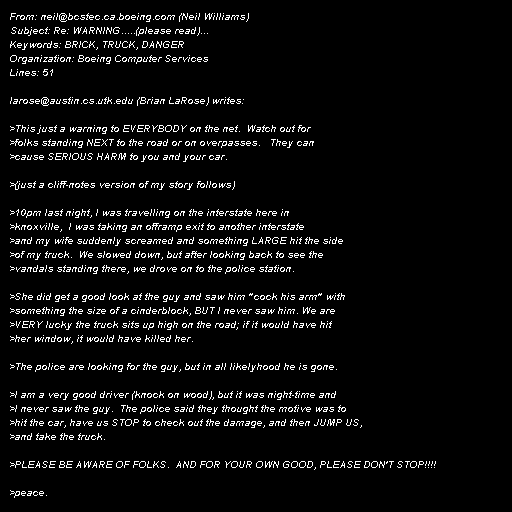 From: neil@bcstec.ca.boeing.com (Neil Williams)
Subject: Re: WARNING.....(please read)...
Keywords: BRICK, TRUCK, DANGER
Organization: Boeing Computer Services
Lines: 51

larose@austin.cs.utk.edu (Brian LaRose) writes:

>This just a warning to EVERYBODY on the net.  Watch out for
>folks standing NEXT to the road or on overpasses.   They can
>cause SERIOUS HARM to you and your car.

>(just a cliff-notes version of my story follows)

>10pm last night, I was travelling on the interstate here in
>knoxville,  I was taking an offramp exit to another interstate
>and my wife suddenly screamed and something LARGE hit the side
>of my truck.  We slowed down, but after looking back to see the
>vandals standing there, we drove on to the police station.

>She did get a good look at the guy and saw him "cock his arm" with
>something the size of a cinderblock, BUT I never saw him. We are
>VERY lucky the truck sits up high on the road; if it would have hit
>her window, it would have killed her.

>The police are looking for the guy, but in all likelyhood he is gone.

>I am a very good driver (knock on wood), but it was night-time and
>I never saw the guy.  The police said they thought the motive was to
>hit the car, have us STOP to check out the damage, and then JUMP US,
>and take the truck.

>PLEASE BE AWARE OF FOLKS.  AND FOR YOUR OWN GOOD, PLEASE DON'T STOP!!!!

>peace.